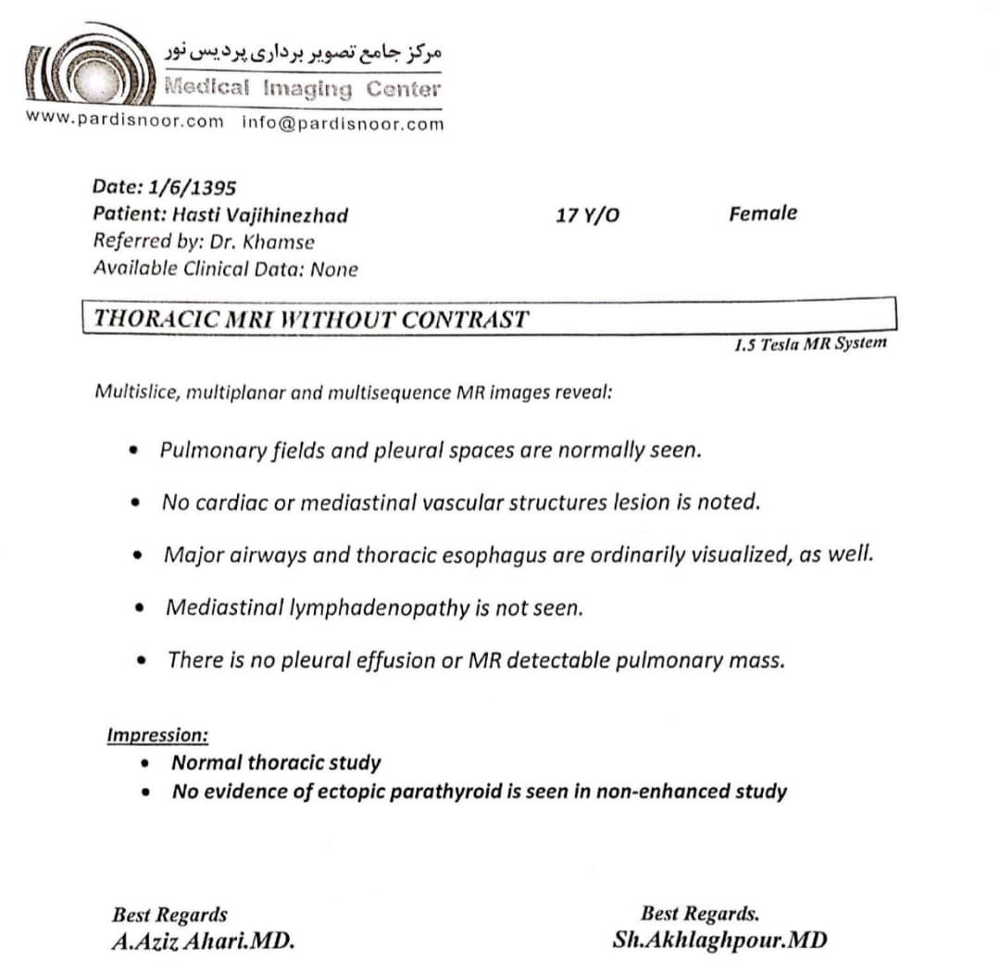 مرکز جامع تصویر برداری پردیس نور
Medical Imaging Center
www.pardisnoor.com info@pardisnoor.com
Date: 1/6/1395
Patient: Hasti Vajihinezhad 17 Y/O Female
Referred by: Dr. Khamse
Available Clinical Data: None
THORACIC MRI WITHOUT CONTRAST
1.5 Tesla MR System
Multislice, multiplanar and multisequence MR images reveal:
• Pulmonary fields and pleural spaces are normally seen.
• No cardiac or mediastinal vascular structures lesion is noted.
• Major airways and thoracic esophagus are ordinarily visualized, as well.
• Mediastinal lymphadenopathy is not seen.
• There is no pleural effusion or MR detectable pulmonary mass.
Impression:
• Normal thoracic study
• No evidence of ectopic parathyroid is seen in non-enhanced study
Best Regards Best Regards.
A.Aziz Ahari.MD. Sh.Akhlaghpour.MD